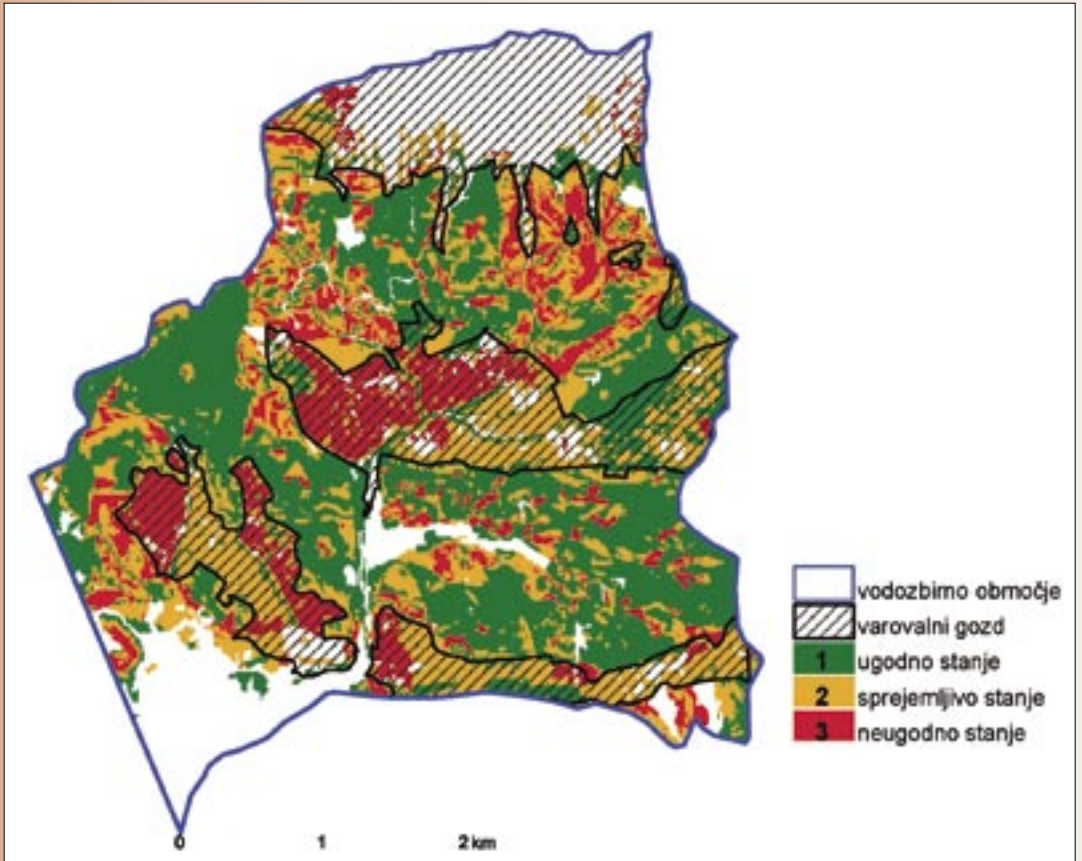 vodozbirno območje
varovalni gozd
1 ugodno stanje
2 sprejemljivo stanje
3 neugodno stanje
0 1 2 km